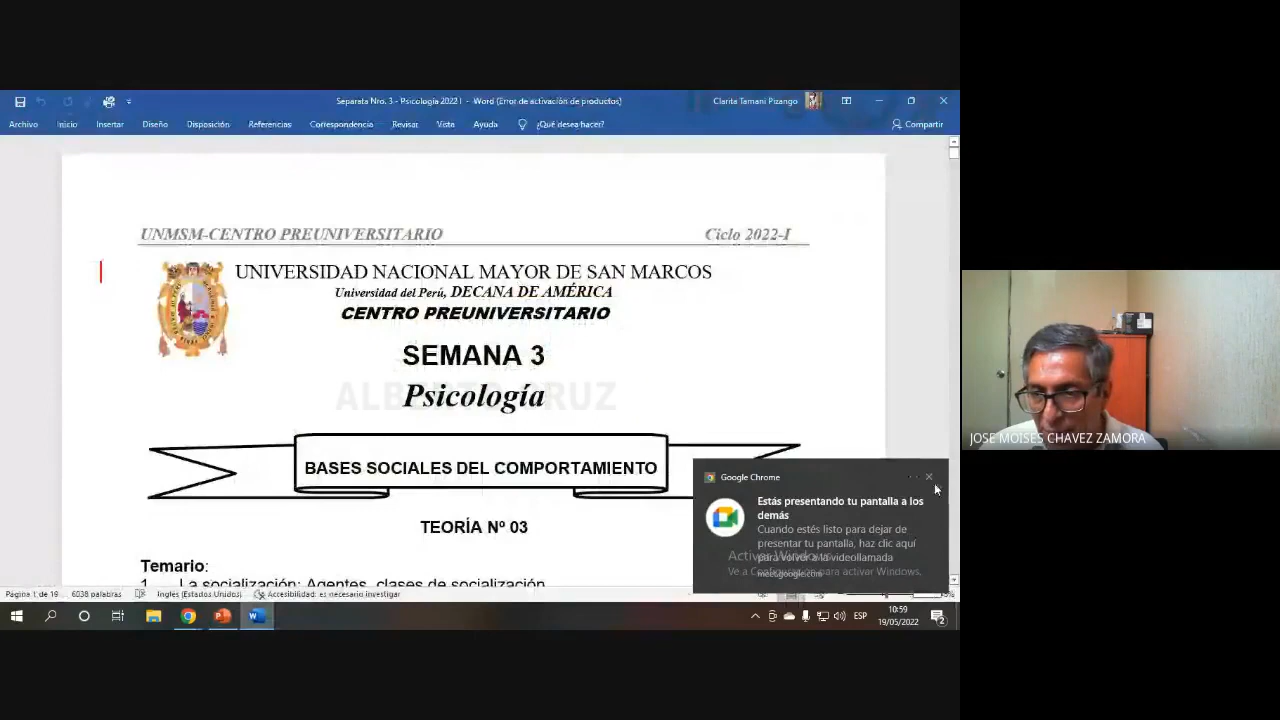 Separata Nro. 3 - Psicología 2022 I - Word (Error de activación de productos)
Clarita Tamani Pizango
Archivo Inicio Insertar Diseño Disposición Referencias Correspondencia Revisar Vista Ayuda ¿Qué desea hacer? Compartir
UNMSM-CENTRO PREUNIVERSITARIO Ciclo 2022-I
UNIVERSIDAD NACIONAL MAYOR DE SAN MARCOS
Universidad del Perú, DECANA DE AMÉRICA
CENTRO PREUNIVERSITARIO
SEMANA 3
ALBERTO CRUZ
Psicología
BASES SOCIALES DEL COMPORTAMIENTO
TEORÍA Nº 03
Temario:
1. La socialización: Agentes, clases de socialización
Google Chrome
Estás presentando tu pantalla a los
demás
Cuando estés listo para dejar de
presentar tu pantalla, haz clic aquí
para volver a la videollamada
meet.google.com
Activar Windows
Ve a Configuración para activar Windows.
JOSE MOISES CHAVEZ ZAMORA
Página 1 de 19 6038 palabras Inglés (Estados Unidos) Accesibilidad: es necesario investigar
ESP
10:59
19/05/2022
2